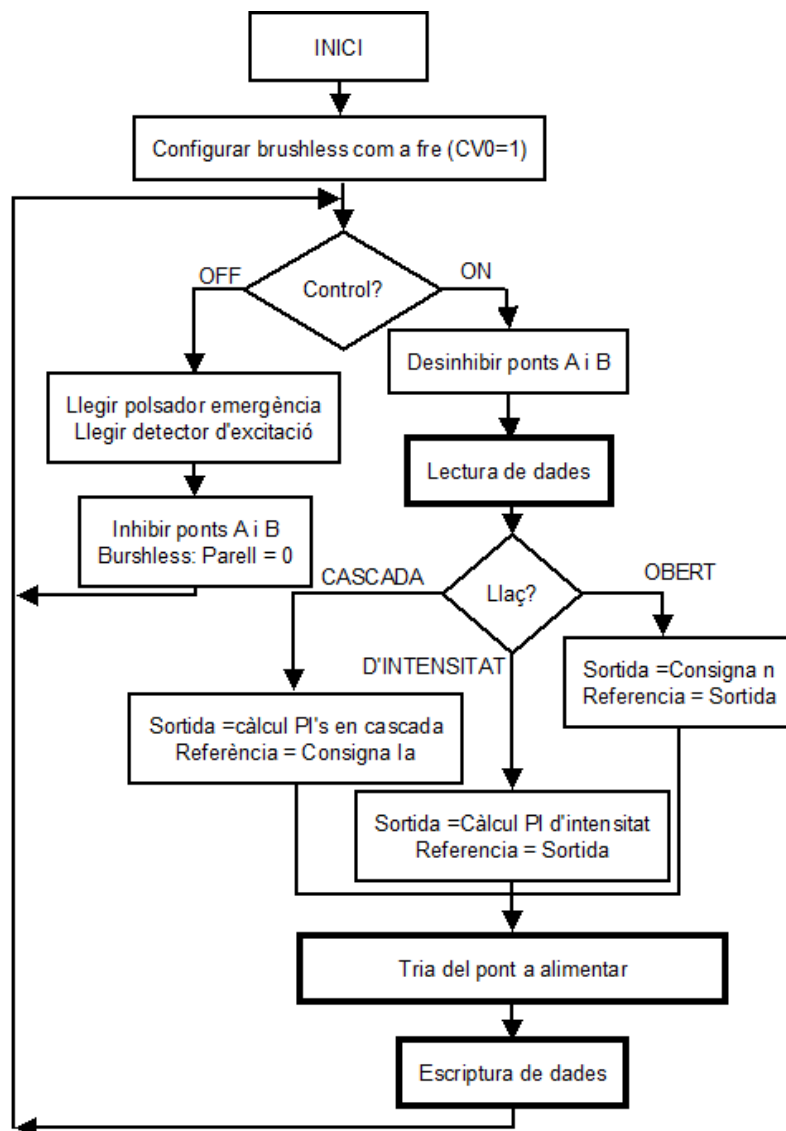 INICI
Configurar brushless com a fre (CV0=1)
OFF
ON
Control?
Desinhibir ponts A i B
Llegir polsador emergència
Llegir detector d'excitació
Lectura de dades
Inhibir ponts A i B
Burshless: Parell = 0
CASCADA
Llaç?
OBERT
D'INTENSITAT
Sortida =Consigna n
Referencia = Sortida
Sortida =càlcul PI's en cascada
Referència = Consigna Ia
Sortida =Càlcul PI d'intensitat
Referencia = Sortida
Tria del pont a alimentar
Escriptura de dades